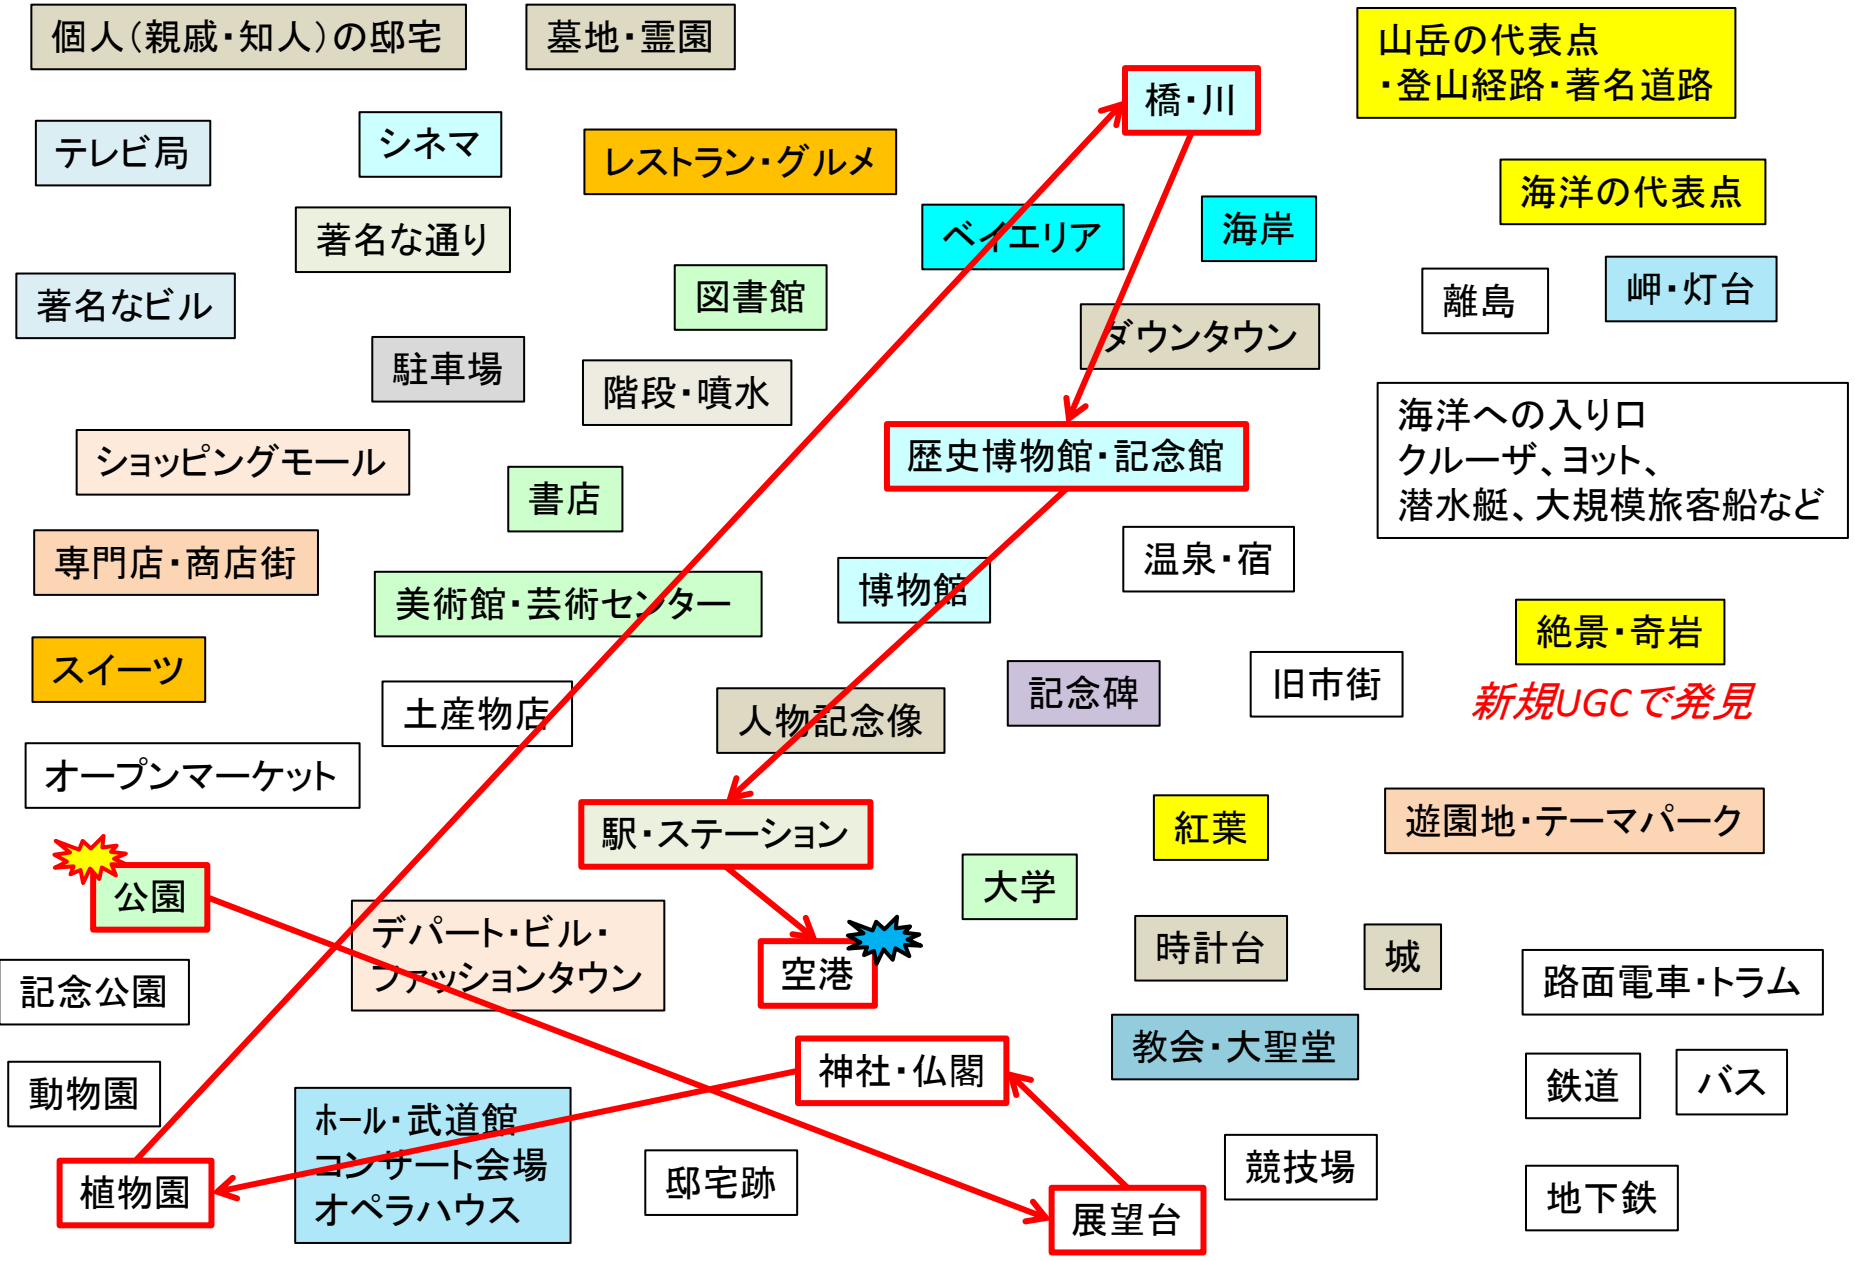 個人（親戚・知人）の邸宅
墓地・霊園
山岳の代表点
・登山経路・著名道路
橋・川
テレビ局
シネマ
レストラン・グルメ
海洋の代表点
著名な通り
ベイエリア
海岸
著名なビル
図書館
離島
岬・灯台
駐車場
階段・噴水
ダウンタウン
ショッピングモール
書店
歴史博物館・記念館
海洋への入り口
クルーザ、ヨット、
潜水艇、大規模旅客船など
専門店・商店街
美術館・芸術センター
博物館
温泉・宿
絶景・奇岩
新規UGCで発見
スイーツ
土産物店
人物記念像
記念碑
旧市街
オープンマーケット
駅・ステーション
紅葉
遊園地・テーマパーク
公園
デパート・ビル・
ファッションタウン
空港
大学
時計台
城
路面電車・トラム
記念公園
神社・仏閣
教会・大聖堂
動物園
ホール・武道館
コンサート会場
オペラハウス
鉄道
バス
植物園
邸宅跡
展望台
競技場
地下鉄